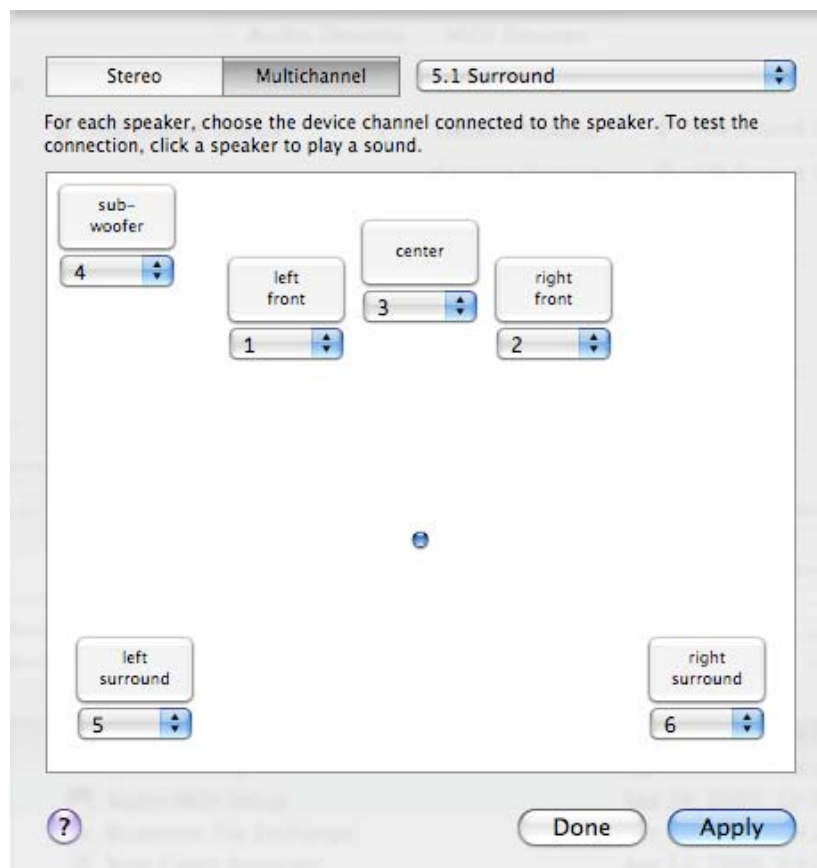 Stereo
Multichannel
5.1 Surround
For each speaker, choose the device channel connected to the speaker. To test the
connection, click a speaker to play a sound.
sub-
woofer
4
left
front
1
center
3
right
front
2
left
surround
5
right
surround
6
?
Done
Apply